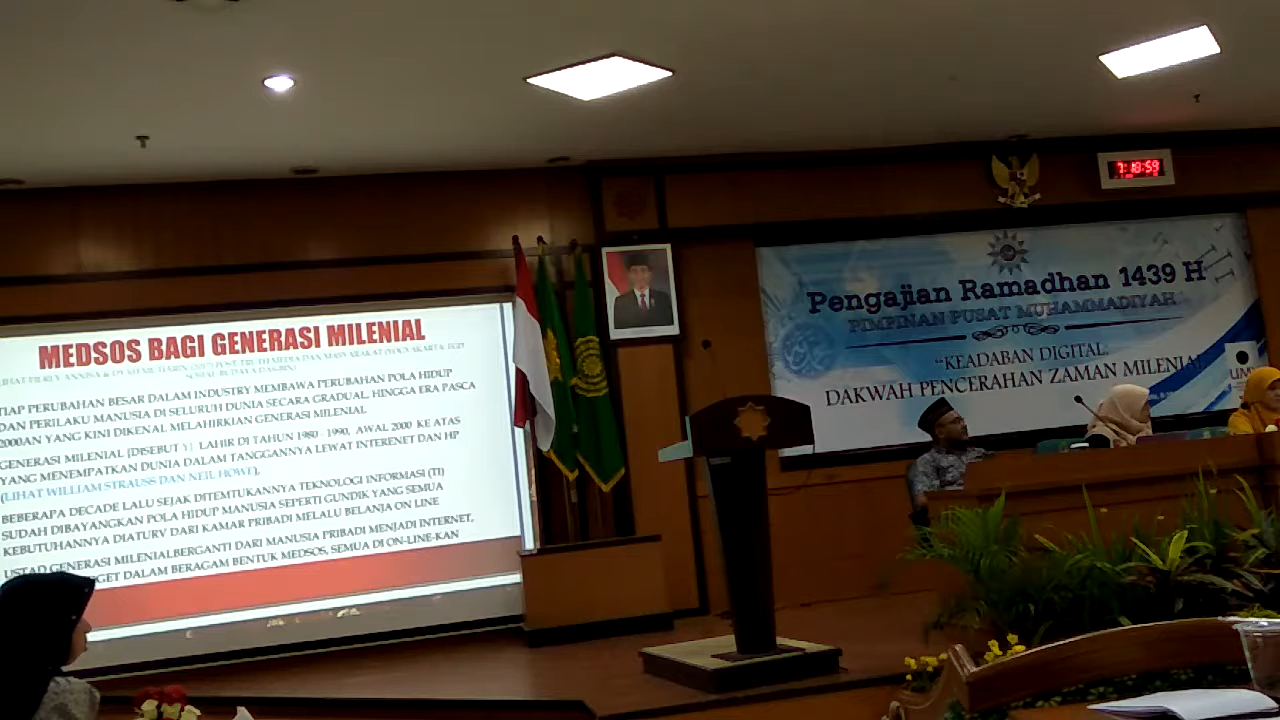 MEDSOS BAGI GENERASI MILENIAL
TIAP PERUBAHAN BESAR DALAM INDUSTRY MEMBAWA PERUBAHAN POLA HIDUP
DAN PERILAKU MANUSIA DI SELURUH DUNIA SECARA GRADUAL, HINGGA ERA PASCA
2000AN YANG KINI DIKENAL MELAHIRKIAN GENERASI MILENIAL
GENERASI MILENIAL [DISEBUT Y] LAHIR DI TAHUN 1980 - 1990, AWAL 2000 KE ATAS
YANG MENEMPATKAN DUNIA DALAM TANGGANNYA LEWAT INTERENET DAN HP
(LIHAT WILLIAM STRAUSS DAN NEIL HOWE),
BEBERAPA DECADE LALU SEJAK DITEMTUKANNYA TEKNOLOGI INFORMASI (TI)
SUDAH DIBAYANGKAN POLA HIDUP MANUSIA SEPERTI GUNDIK YANG SEMUA
KEBUTUHANNYA DIATURV DARI KAMAR PRIBADI MELALU BELANJA ON LINE
USTAD GENERASI MILENIALBERGANTI DARI MANUSIA PRIBADI MENJADI INTERNET,
DALAM BERAGAM BENTUK MEDSOS, SEMUA DI ON-LINE-KAN
7:18:59
Pengajian Ramadhan 1439 H
PIMPINAN PUSAT MUHAMMADIYAH
"KEADABAN DIGITAL:
DAKWAH PENCERAHAN ZAMAN MILENIAL
UMY